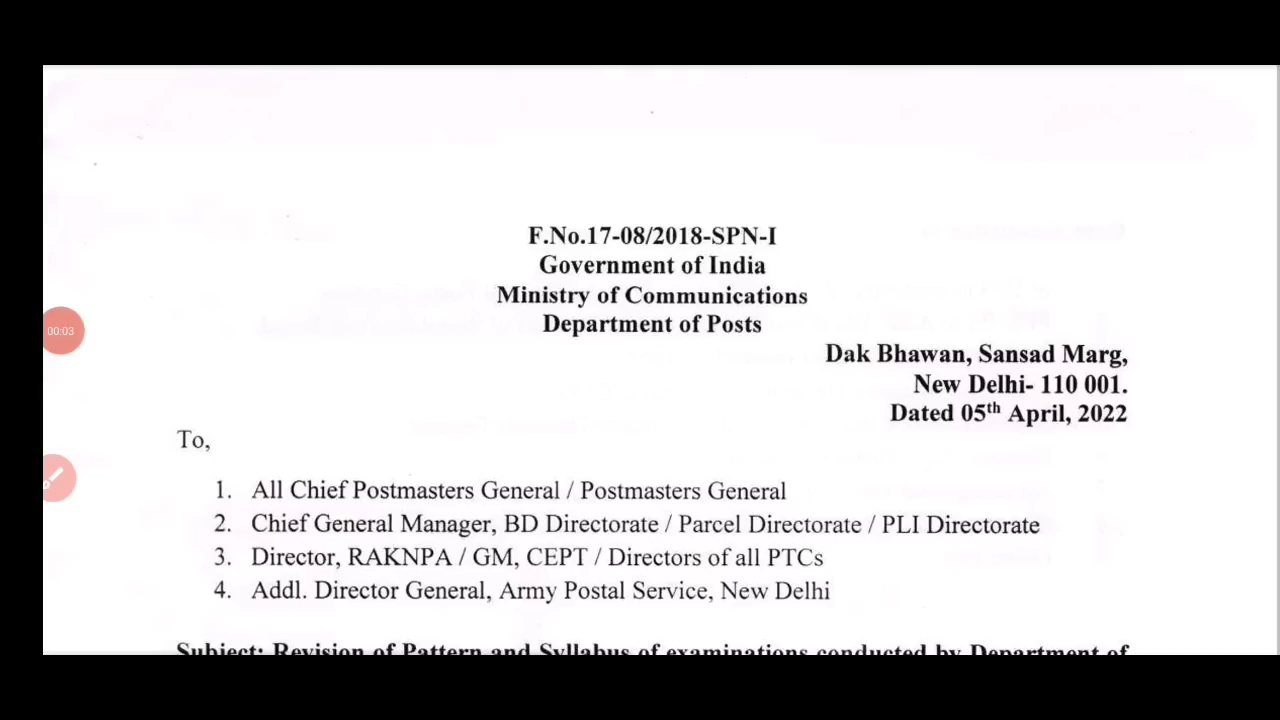 F.No.17-08/2018-SPN-I
Government of India
Ministry of Communications
Department of Posts
Dak Bhawan, Sansad Marg,
New Delhi- 110 001.
Dated 05th April, 2022
To,
1. All Chief Postmasters General / Postmasters General
2. Chief General Manager, BD Directorate / Parcel Directorate / PLI Directorate
3. Director, RAKNPA / GM, CEPT / Directors of all PTCs
4. Addl. Director General, Army Postal Service, New Delhi
Subject: Revision of Pattern and Syllabus of examinations conducted by Department of
00:03